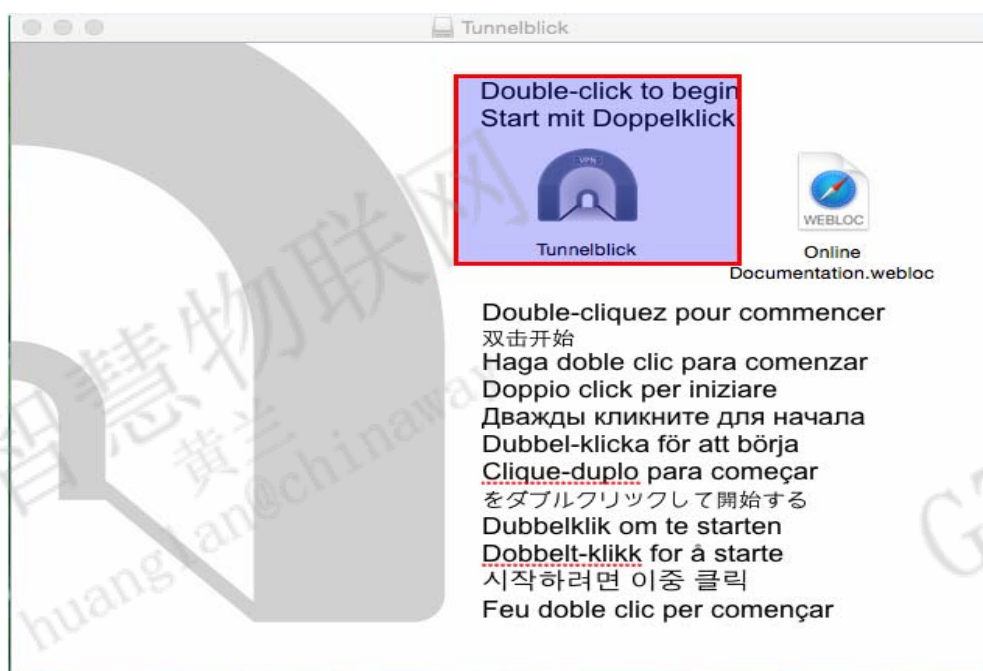 Tunnelblick
Double-click to begin
Start mit Doppelklick
VPN
Tunnelblick
WEBLOC
Online
Documentation.webloc
Double-cliquez pour commencer
双击开始
Haga doble clic para comenzar
Doppio click per iniziare
Дважды кликните для начала
Dubbel-klicka för att börja
Clique-duplo para começar
をダブルクリックして開始する
Dubbelklik om te starten
Dobbelt-klikk for å starte
시작하려면 이중 클릭
Feu doble clic per començar
智慧物联网
黄兰
huanglan@chinaway
G7